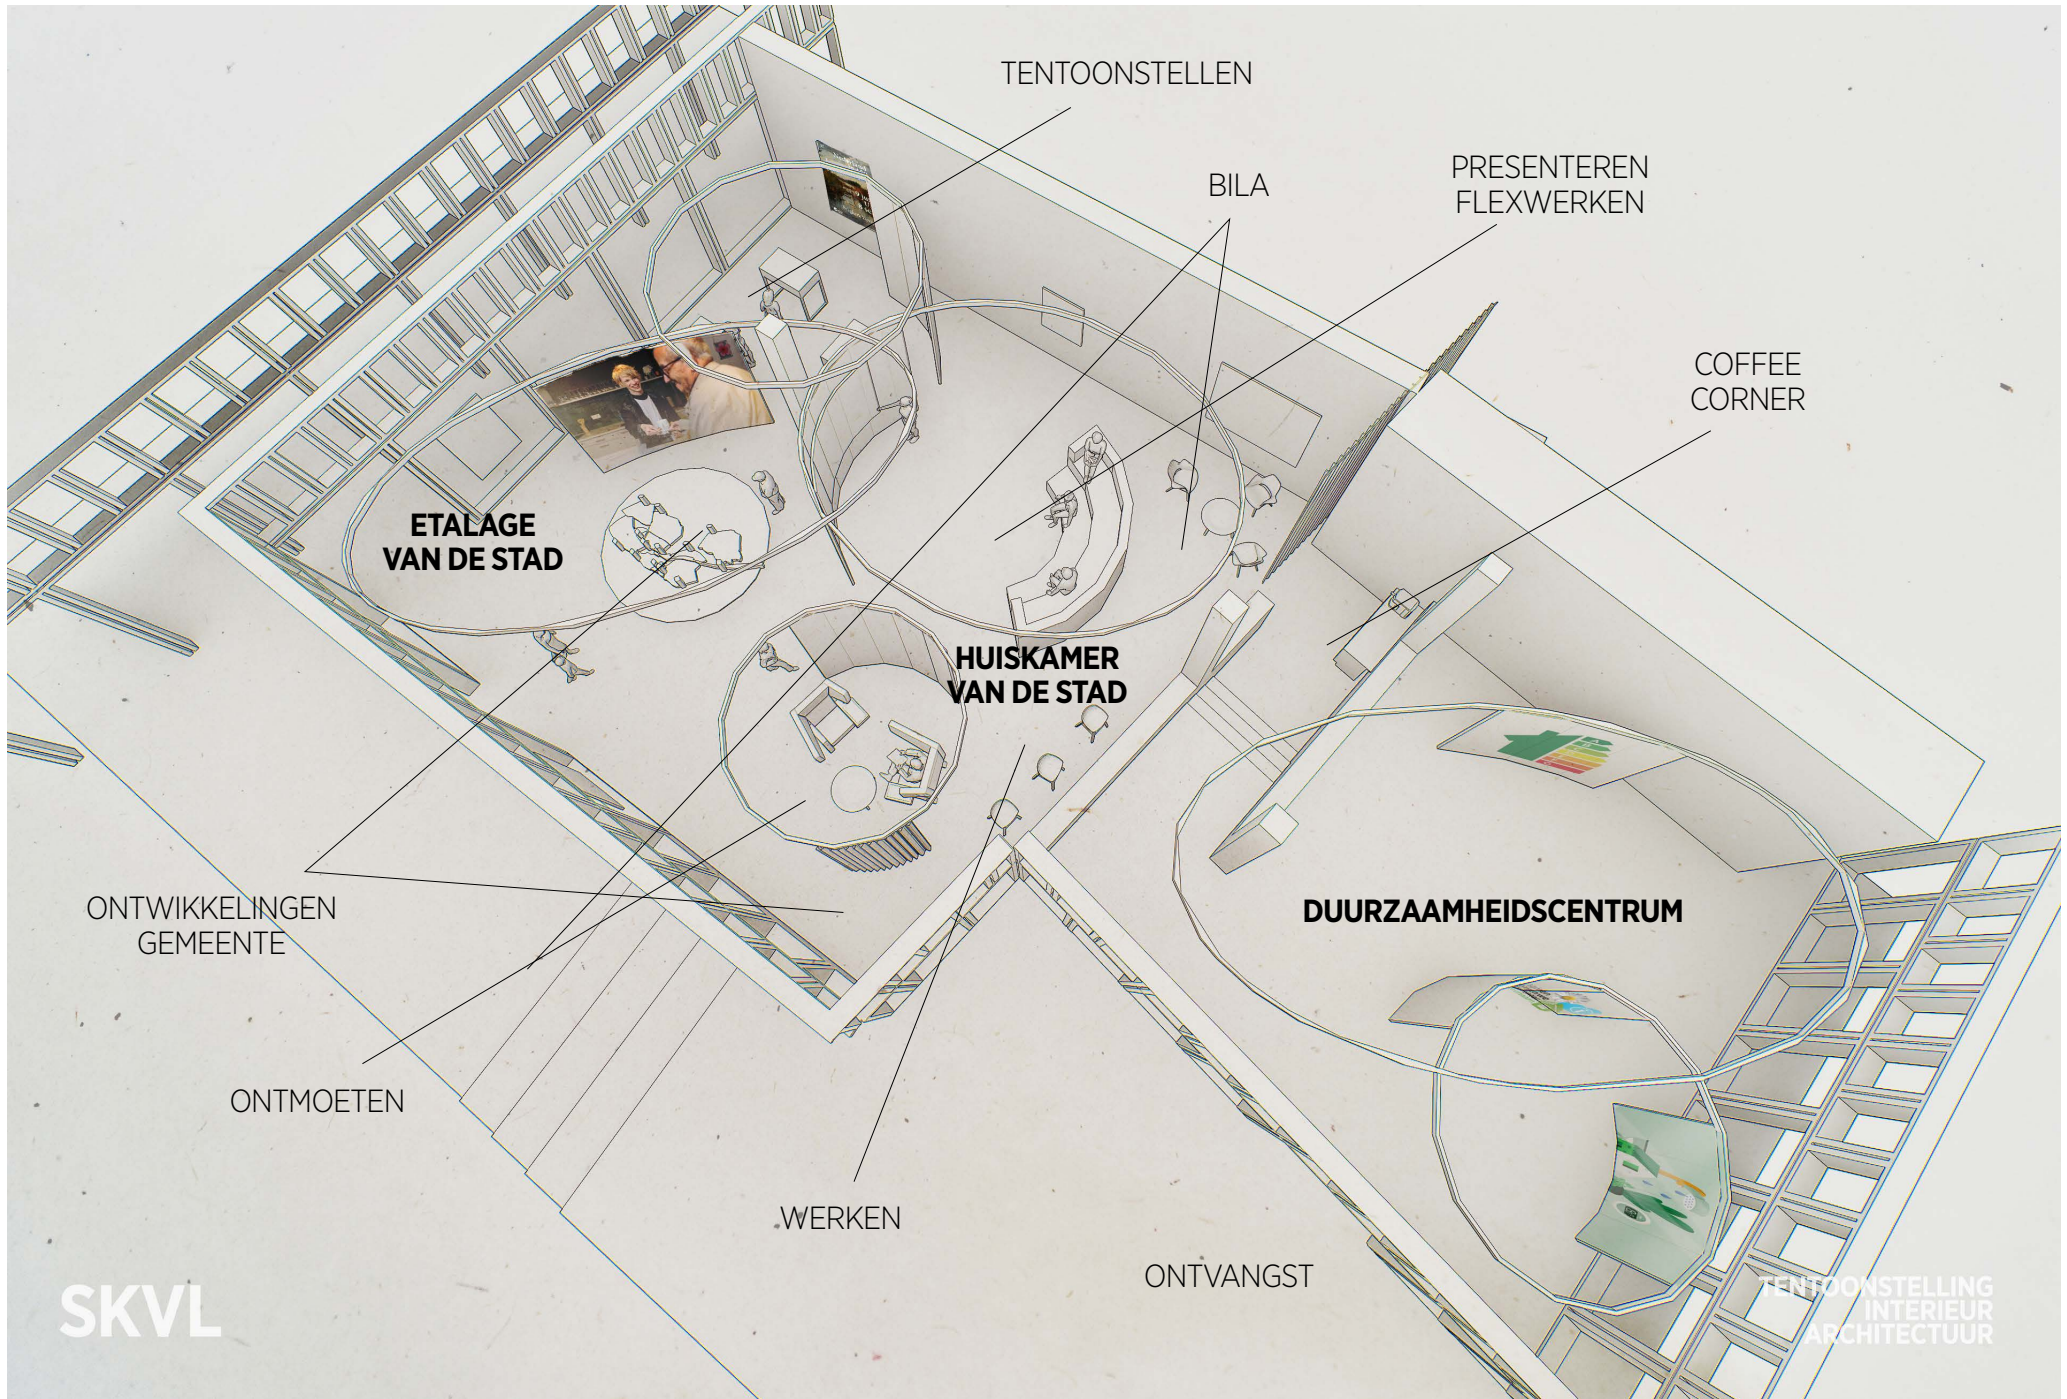 TENTOONSTELLEN
BILA
PRESENTEREN
FLEXWERKEN
COFFEE
CORNER
ETALAGE
VAN DE STAD
HUISKAMER
VAN DE STAD
DUURZAAMHEIDSCENTRUM
ONTWIKKELINGEN
GEMEENTE
ONTMOETEN
WERKEN
ONTVANGST
SKVL
TENTOONSTELLING
INTERIEUR
ARCHITECTUUR